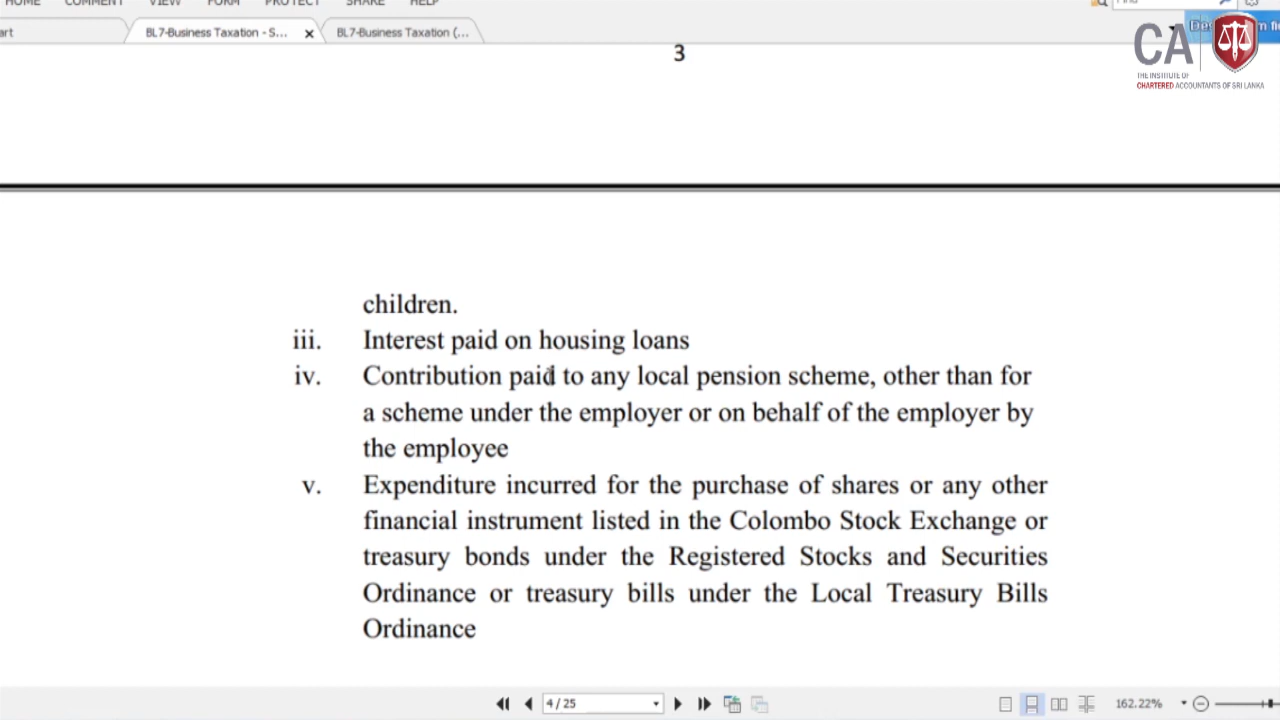 HOME COMMENT VIEW FORM PROTECT SHARE HELP Find
art BL7-Business Taxation - S... x BL7-Business Taxation (...
CA
THE INSTITUTE OF
CHARTERED ACCOUNTANTS OF SRI LANKA
3
children.
iii. Interest paid on housing loans
iv. Contribution paid to any local pension scheme, other than for
a scheme under the employer or on behalf of the employer by
the employee
v. Expenditure incurred for the purchase of shares or any other
financial instrument listed in the Colombo Stock Exchange or
treasury bonds under the Registered Stocks and Securities
Ordinance or treasury bills under the Local Treasury Bills
Ordinance
4 / 25 162.22%